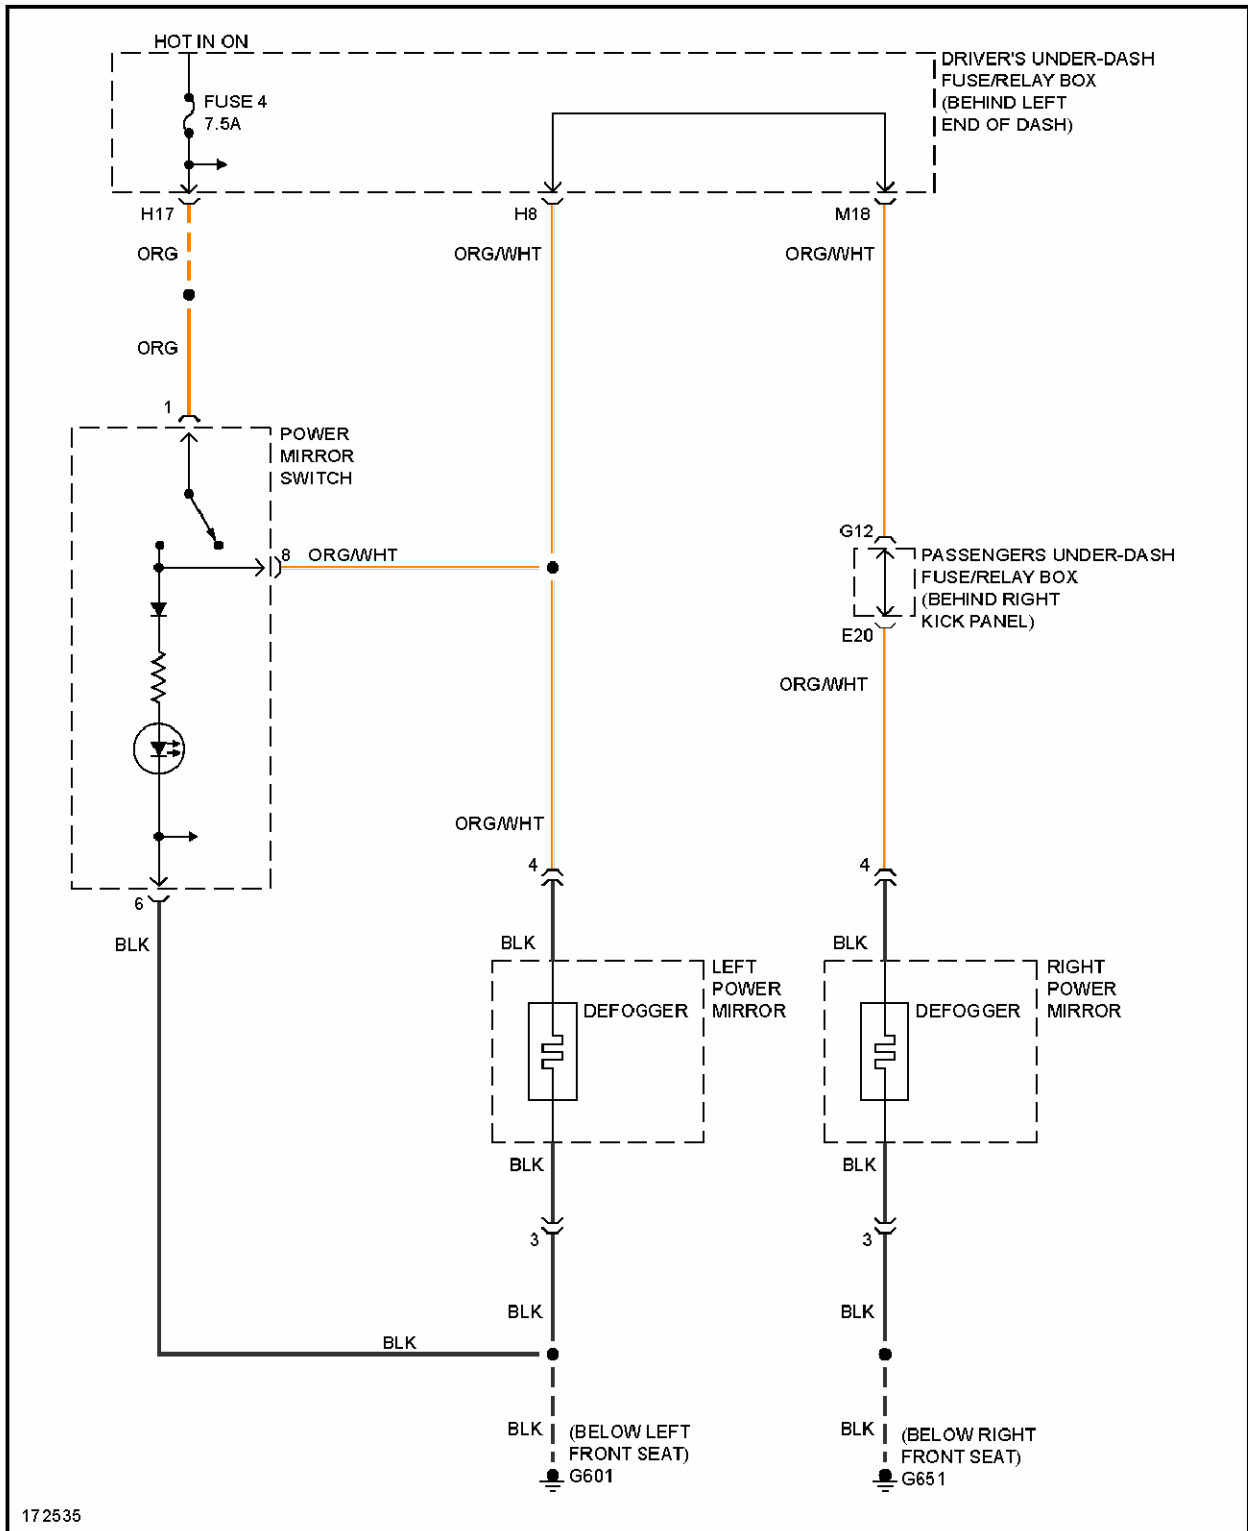 HOT IN ON
FUSE 4
7.5A
DRIVER'S UNDER-DASH
FUSE/RELAY BOX
(BEHIND LEFT
END OF DASH)
H17
H8
M18
ORG
ORG/WHT
ORG/WHT
ORG
1
POWER
MIRROR
SWITCH
8
ORG/WHT
G12
PASSENGERS UNDER-DASH
FUSE/RELAY BOX
(BEHIND RIGHT
KICK PANEL)
E20
ORG/WHT
ORG/WHT
4
4
6
BLK
BLK
BLK
LEFT
POWER
MIRROR
DEFOGGER
RIGHT
POWER
MIRROR
DEFOGGER
BLK
BLK
3
3
BLK
BLK
BLK
BLK
(BELOW LEFT
FRONT SEAT)
G601
BLK
(BELOW RIGHT
FRONT SEAT)
G651
172535